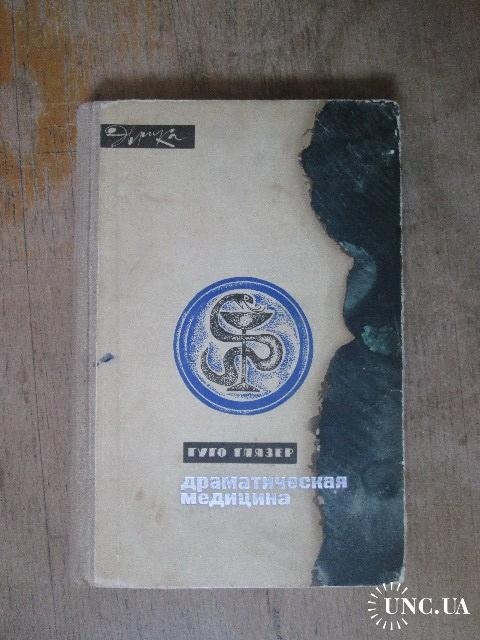 Эврика
ГУГО ГЛЯЗЕР
драматическая
медицина
UNC.UA